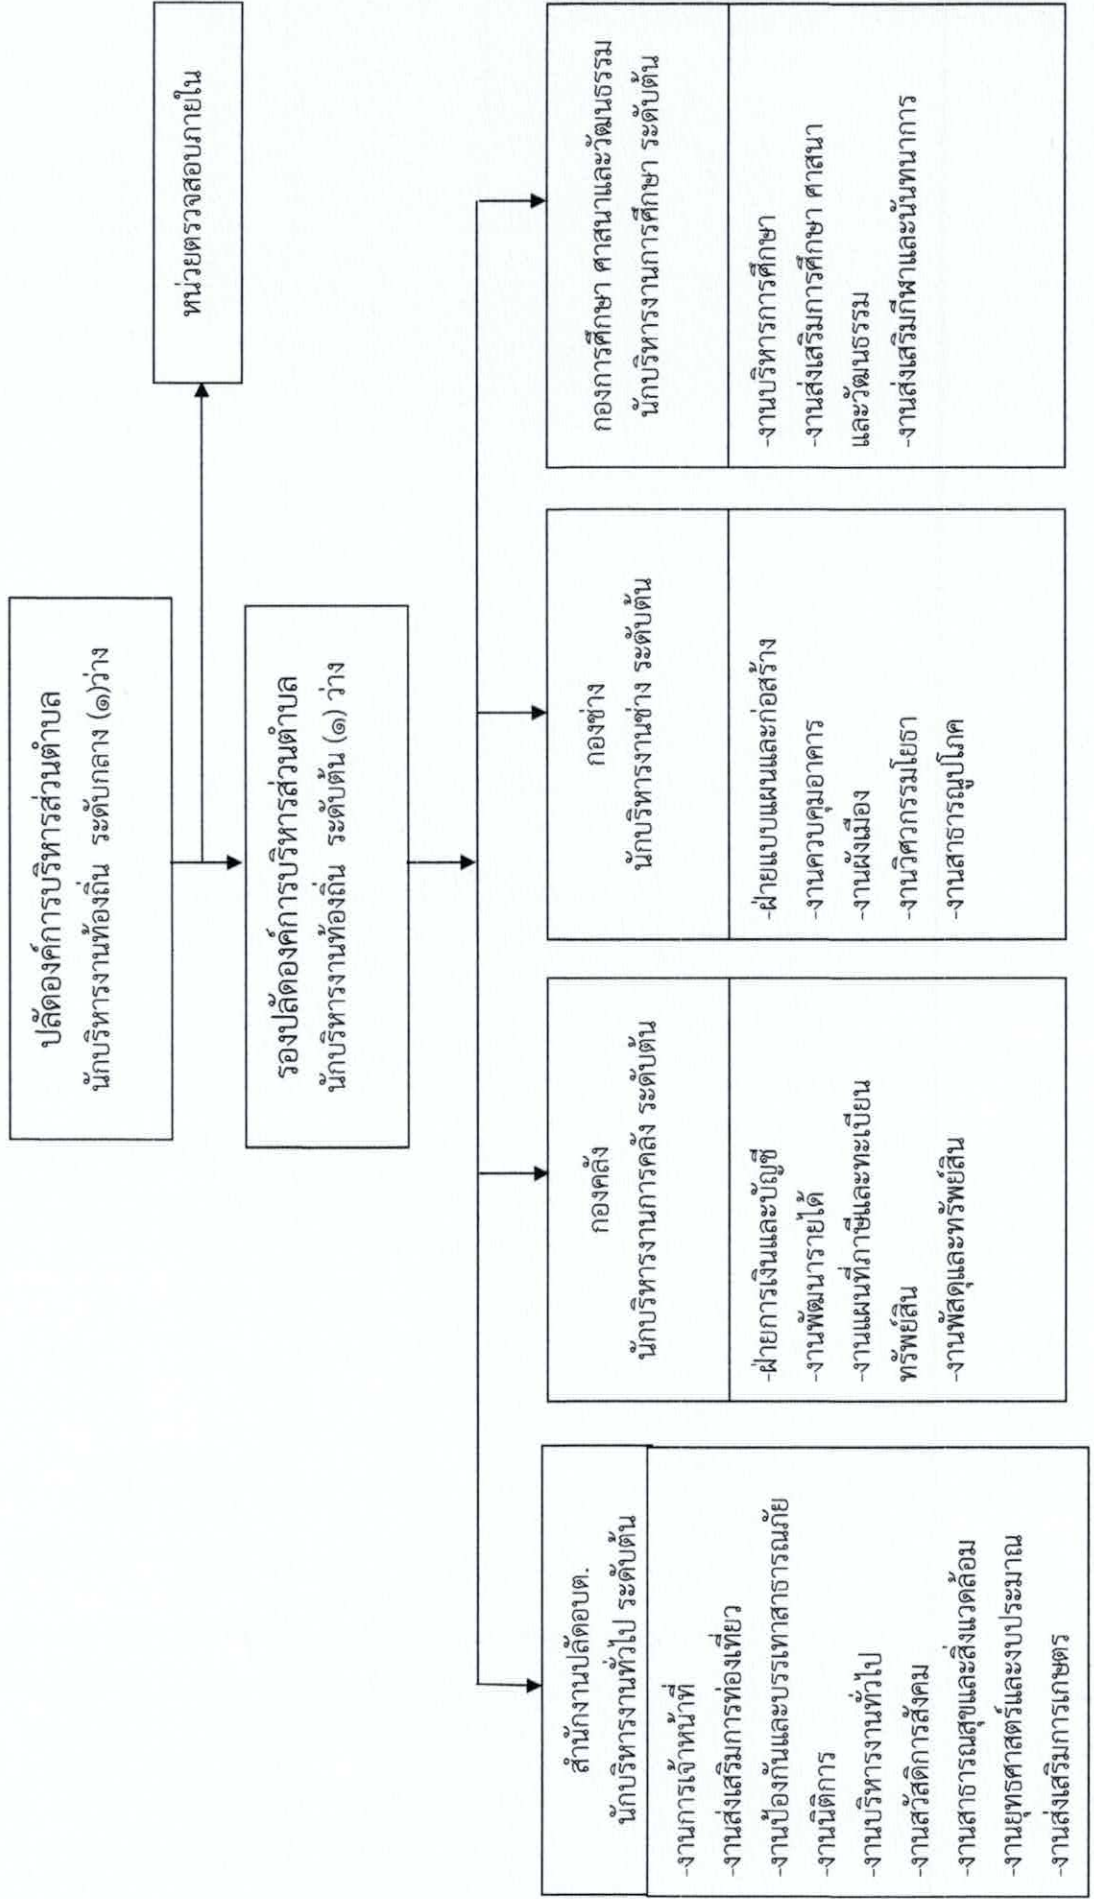 ปลัดองค์การบริหารส่วนตำบล
นักบริหารงานท้องถิ่น ระดับกลาง (๑)ว่าง
หน่วยตรวจสอบภายใน
รองปลัดองค์การบริหารส่วนตำบล
นักบริหารงานท้องถิ่น ระดับต้น (๑) ว่าง
สำนักงานปลัดอบต.
นักบริหารงานทั่วไป ระดับต้น
-งานการเจ้าหน้าที่
-งานส่งเสริมการท่องเที่ยว
-งานป้องกันและบรรเทาสาธารณภัย
-งานนิติการ
-งานบริหารงานทั่วไป
-งานสวัสดิการสังคม
-งานสาธารณสุขและสิ่งแวดล้อม
-งานยุทธศาสตร์และงบประมาณ
-งานส่งเสริมการเกษตร
กองคลัง
นักบริหารงานการคลัง ระดับต้น
-ฝ่ายการเงินและบัญชี
-งานพัฒนารายได้
-งานแผนที่ภาษีและทะเบียน
ทรัพย์สิน
-งานพัสดุและทรัพย์สิน
กองช่าง
นักบริหารงานช่าง ระดับต้น
-ฝ่ายแบบแผนและก่อสร้าง
-งานควบคุมอาคาร
-งานผังเมือง
-งานวิศวกรรมโยธา
-งานสาธารณูปโภค
กองการศึกษา ศาสนาและวัฒนธรรม
นักบริหารงานการศึกษา ระดับต้น
-งานบริหารการศึกษา
-งานส่งเสริมการศึกษา ศาสนา
และวัฒนธรรม
-งานส่งเสริมกีฬาและนันทนาการ